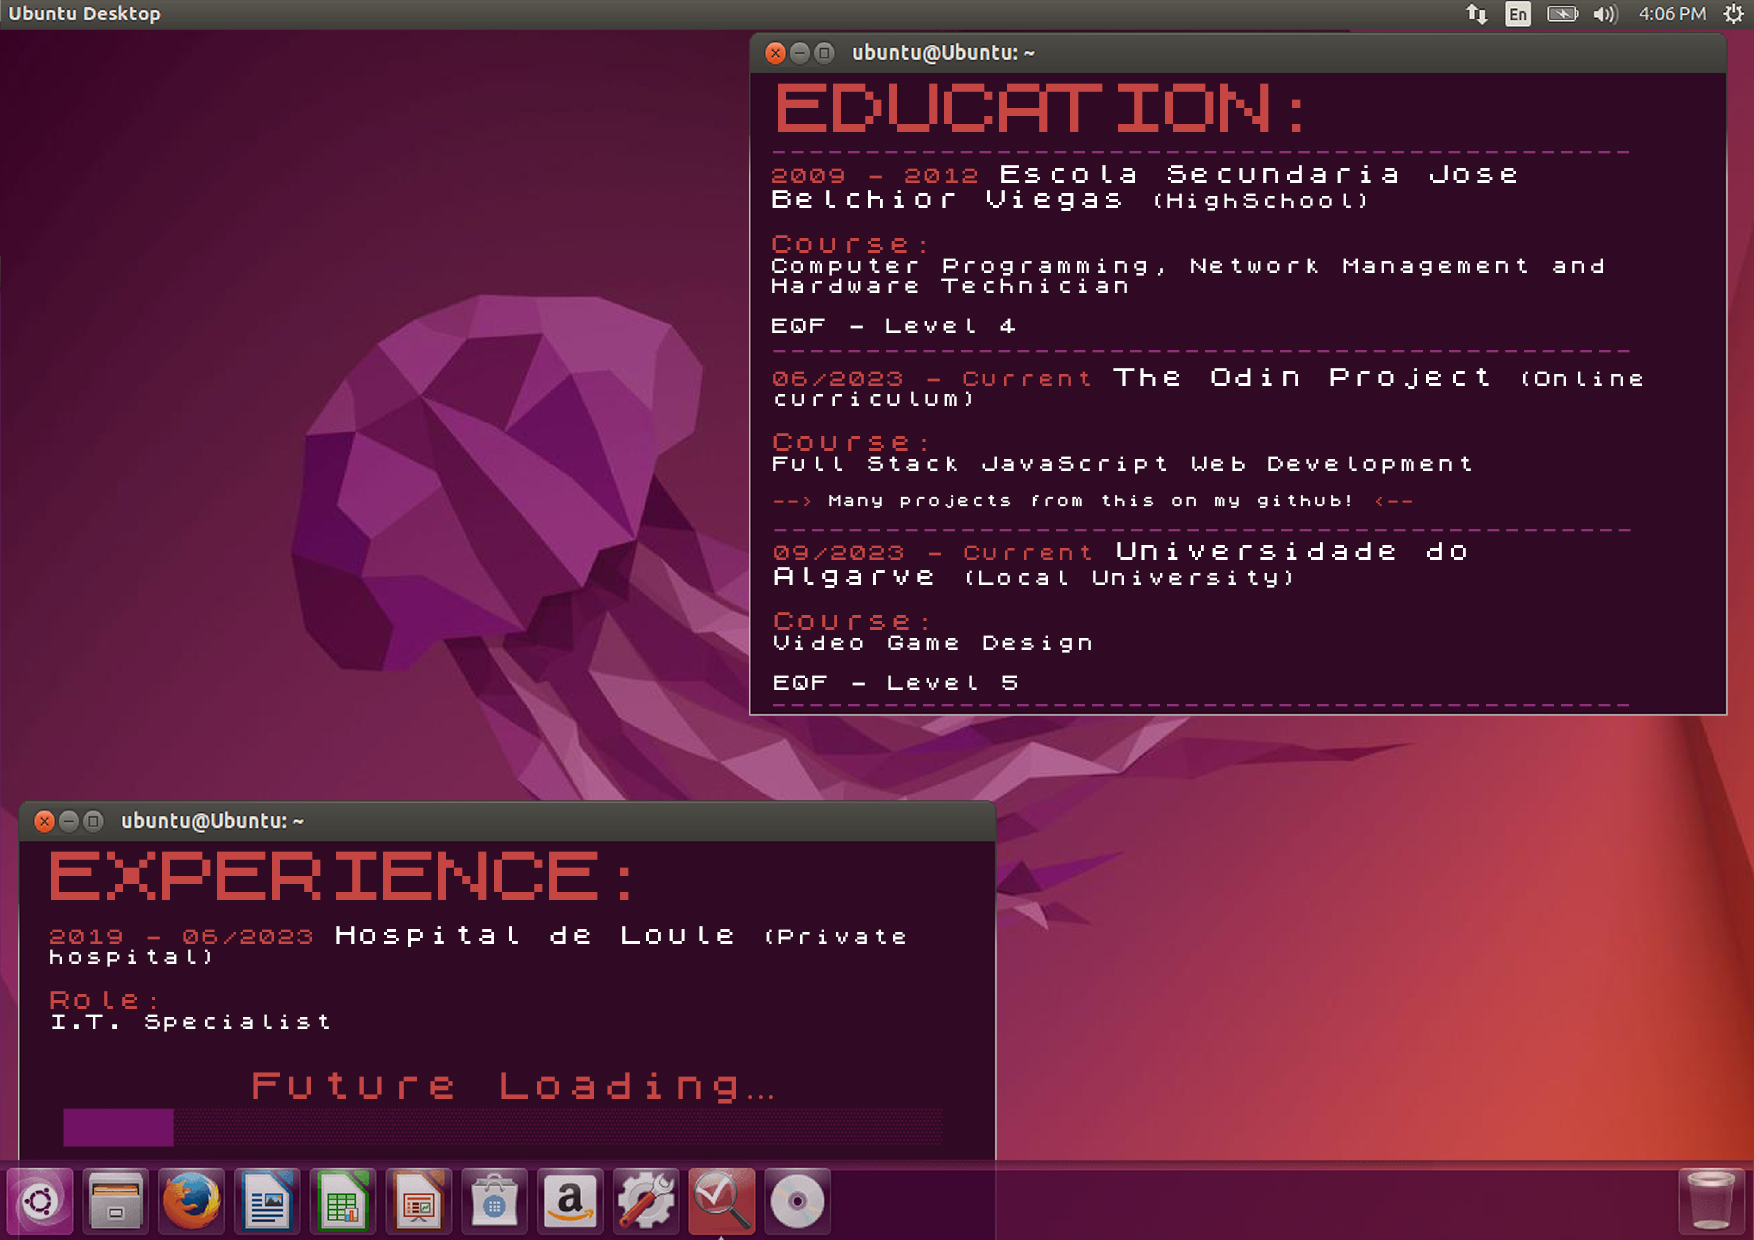 Ubuntu Desktop
En
4:06 PM
ubuntu@Ubuntu: ~
EDUCATION:
2009 - 2012 Escola Secundaria Jose
Belchior Viegas (HighSchool)
Course:
Computer Programming, Network Management and
Hardware Technician
EQF - Level 4
06/2023 - Current The Odin Project (Online
curriculum)
Course:
Full Stack JavaScript Web Development
--> Many projects from this on my github! <--
09/2023 - Current Universidade do
Algarve (Local University)
Course:
Video Game Design
EQF - Level 5
ubuntu@Ubuntu: ~
EXPERIENCE:
2019 - 06/2023 Hospital de Loule (Private
hospital)
Role:
I.T. Specialist
Future Loading...
a